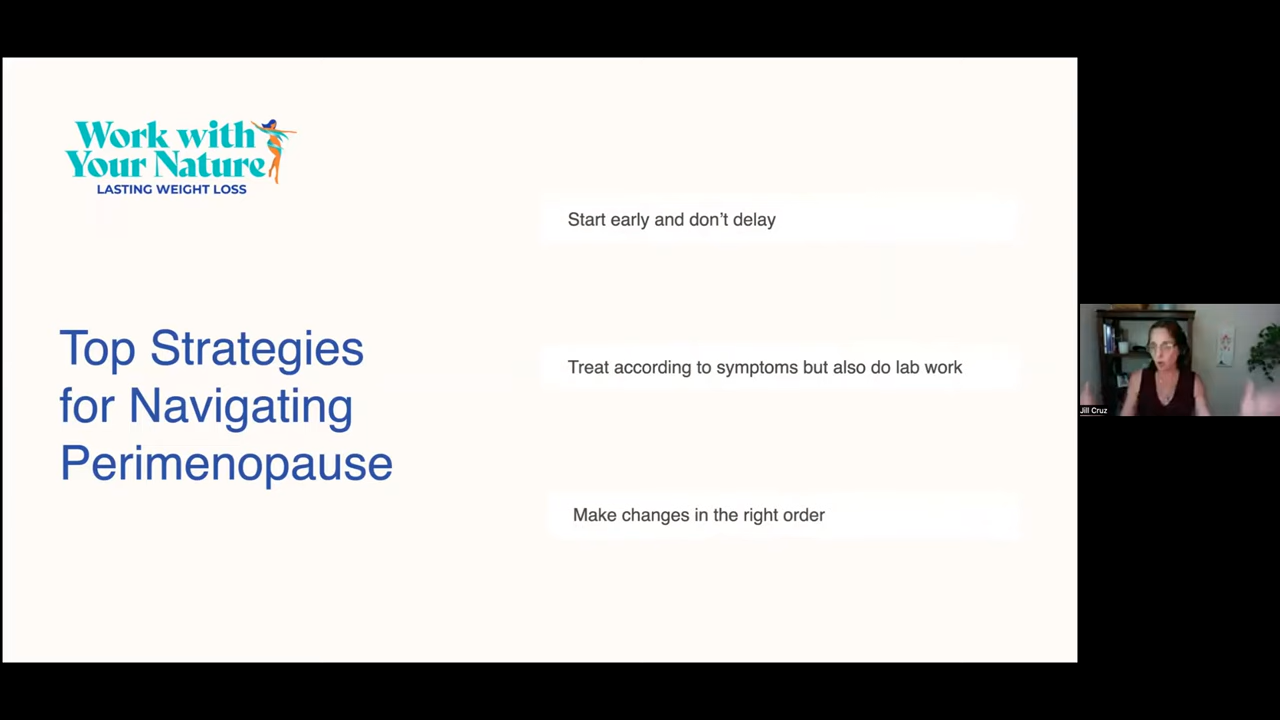 Work with
Your Nature
LASTING WEIGHT LOSS
Top Strategies
for Navigating
Perimenopause
Start early and don’t delay
Treat according to symptoms but also do lab work
Make changes in the right order
Jill Cruz